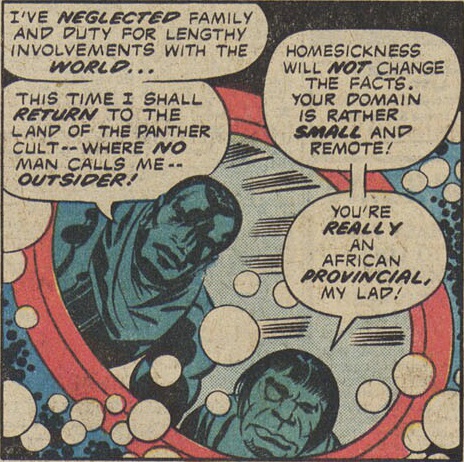 I'VE NEGLECTED FAMILY
AND DUTY FOR LENGTHY
INVOLVEMENTS WITH THE
WORLD...
THIS TIME I SHALL
RETURN TO THE
LAND OF THE PANTHER
CULT--WHERE NO
MAN CALLS ME--
OUTSIDER!
HOMESICKNESS
WILL NOT CHANGE
THE FACTS.
YOUR DOMAIN
IS RATHER
SMALL AND
REMOTE!
YOU'RE
REALLY
AN
AFRICAN
PROVINCIAL,
MY LAD!